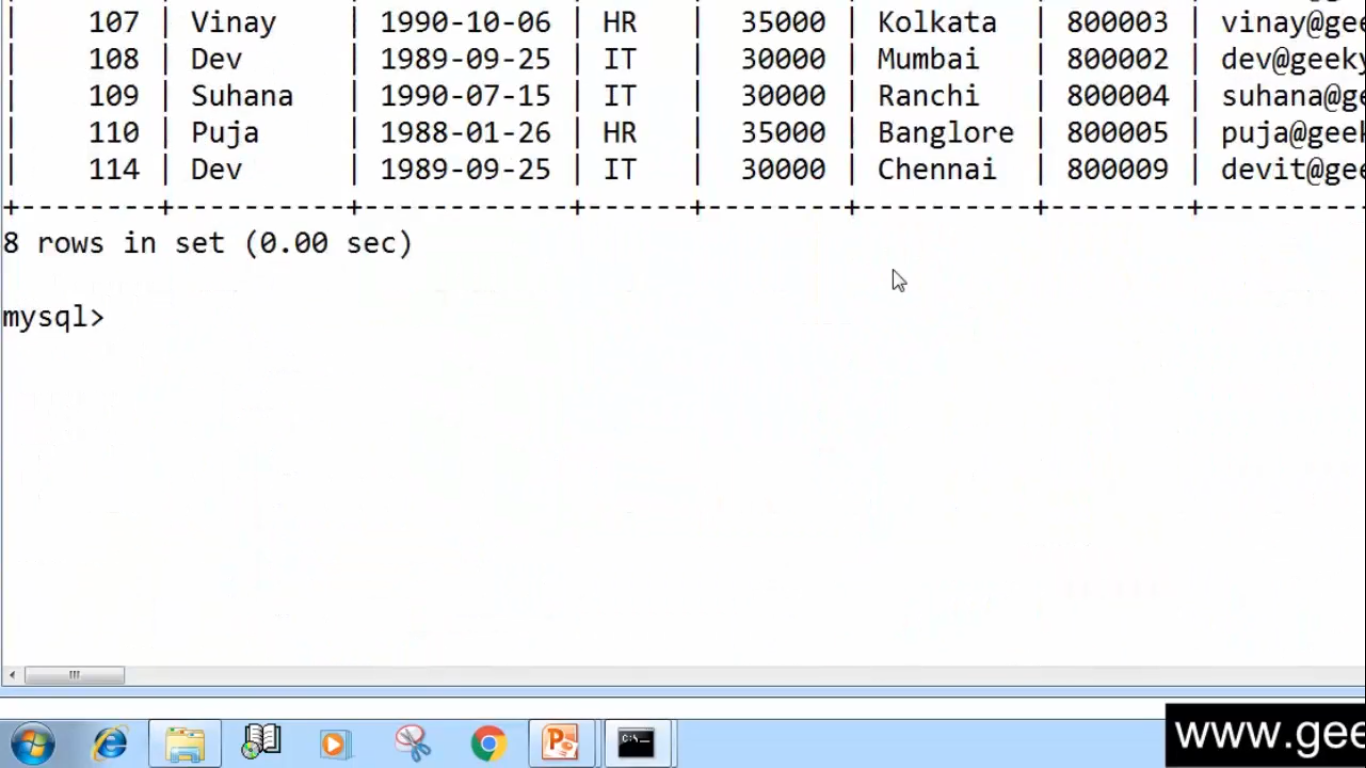 | 107 | Vinay | 1990-10-06 | HR | 35000 | Kolkata | 800003 | vinay@gee
| 108 | Dev | 1989-09-25 | IT | 30000 | Mumbai | 800002 | dev@geeky
| 109 | Suhana | 1990-07-15 | IT | 30000 | Ranchi | 800004 | suhana@ge
| 110 | Puja | 1988-01-26 | HR | 35000 | Banglore | 800005 | puja@geek
| 114 | Dev | 1989-09-25 | IT | 30000 | Chennai | 800009 | devit@gee
+--------+----------+------------+------+--------+----------+--------+---------
8 rows in set (0.00 sec)
mysql>
C:\_
www.gee